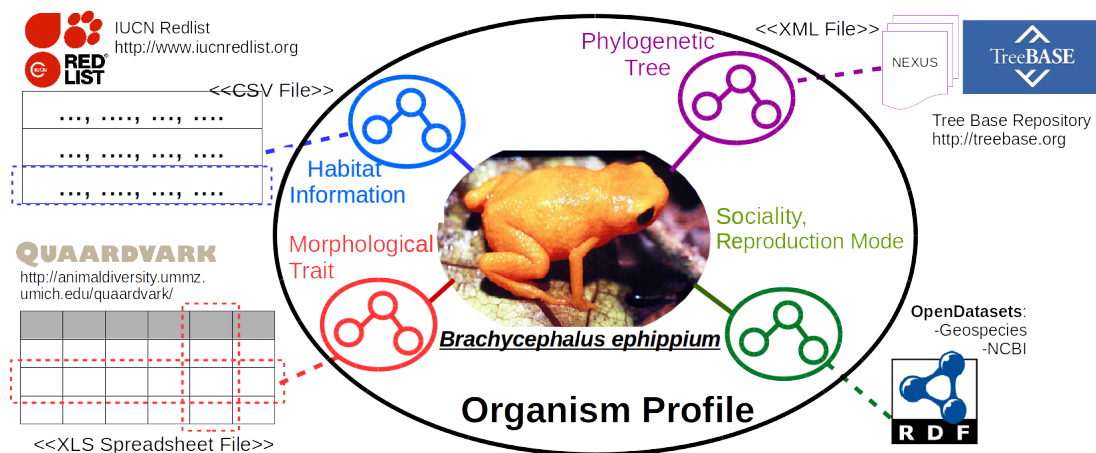 IUCN Redlist
http://www.iucnredlist.org
IUCN
RED
LIST
<<CSV File>>
..., ...., ..., ....
..., ...., ..., ....
..., ...., ..., ....
Habitat
Information
Phylogenetic
Tree
<<XML File>>
NEXUS
TreeBASE
Tree Base Repository
http://treebase.org
QUAARDVARK
http://animaldiversity.ummz.
umich.edu/quaardvark/
<<XLS Spreadsheet File>>
Morphological
Trait
Sociality,
Reproduction Mode
Brachycephalus ephippium
Organism Profile
OpenDatasets:
-Geospecies
-NCBI
RDF